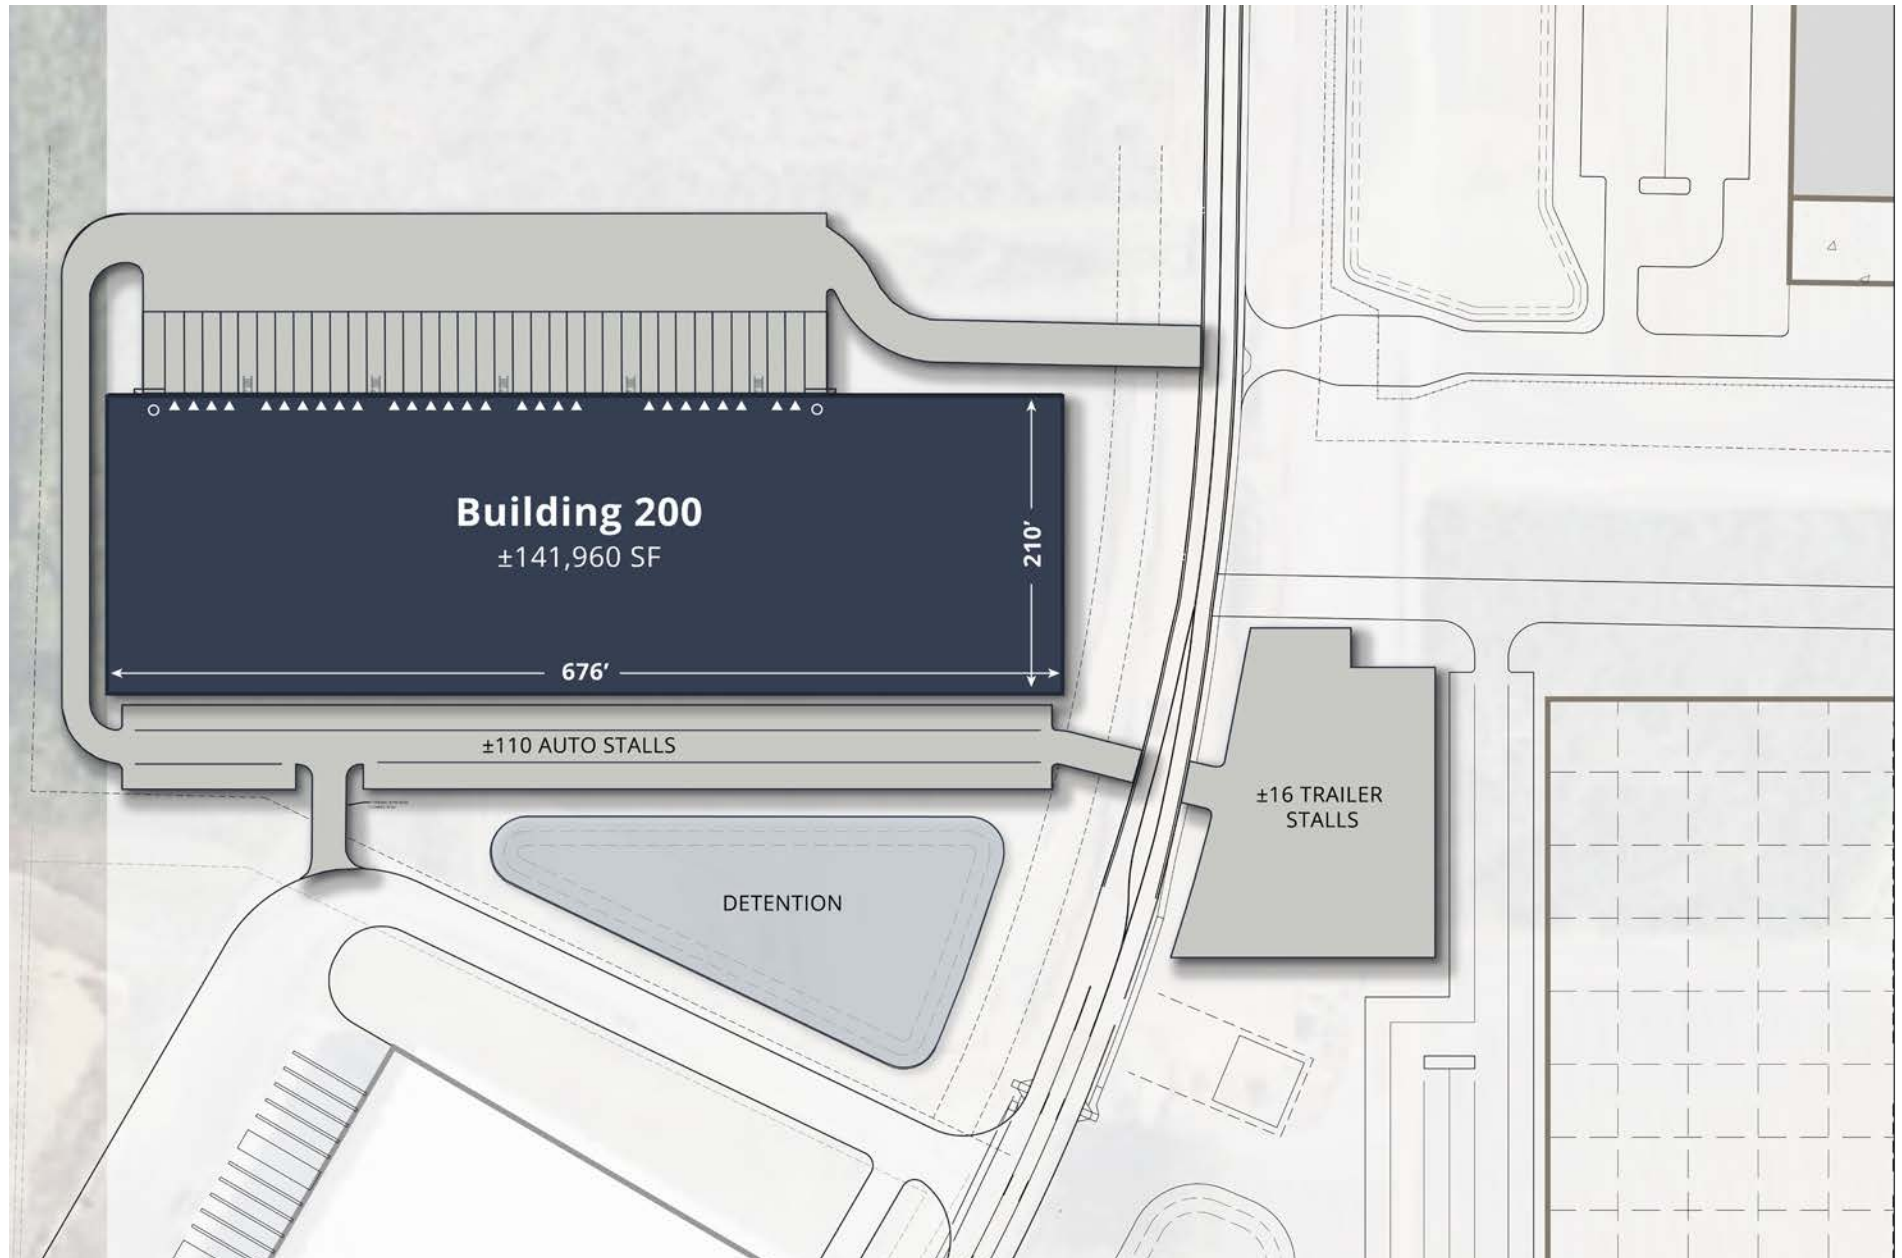 Building 200
±141,960 SF
210’
676’
±110 AUTO STALLS
±16 TRAILER
STALLS
DETENTION